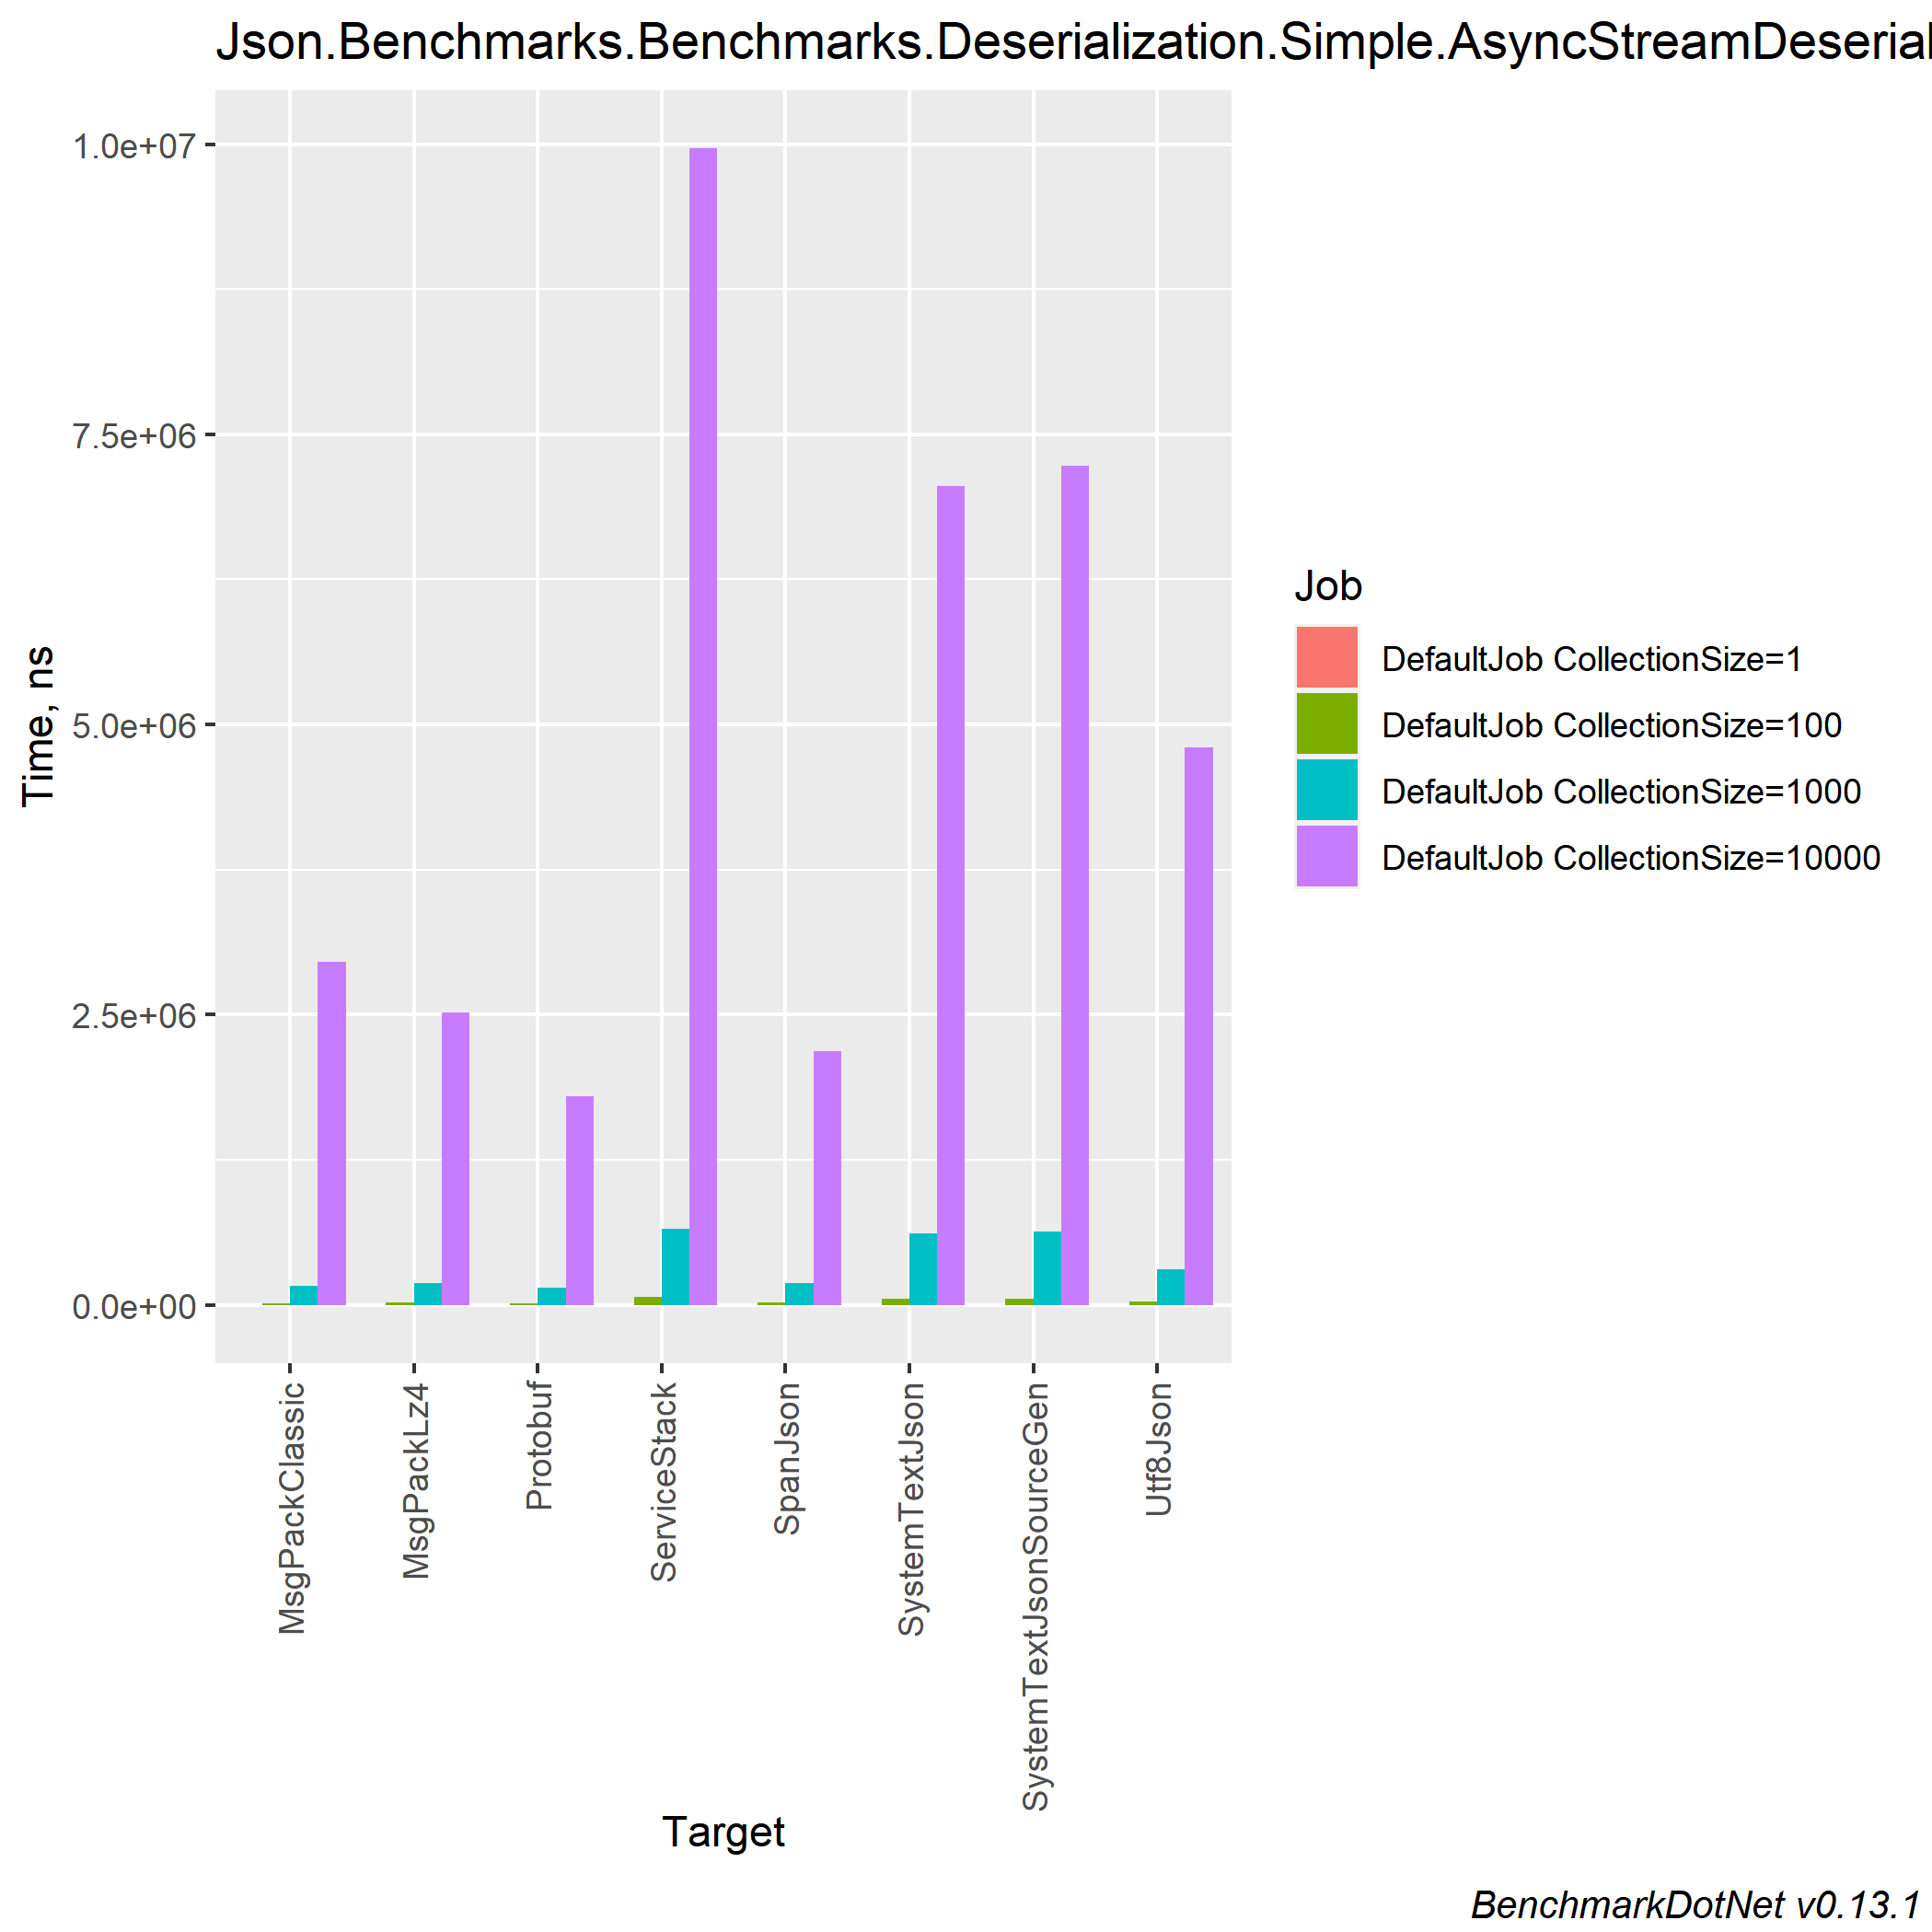 Json.Benchmarks.Benchmarks.Deserialization.Simple.AsyncStreamDeserial
1.0e+07
7.5e+06
5.0e+06
2.5e+06
0.0e+00
Time, ns
MsgPackClassic
MsgPackLz4
Protobuf
ServiceStack
SpanJson
SystemTextJson
SystemTextJsonSourceGen
Utf8Json
Target
Job
DefaultJob CollectionSize=1
DefaultJob CollectionSize=100
DefaultJob CollectionSize=1000
DefaultJob CollectionSize=10000
BenchmarkDotNet v0.13.1